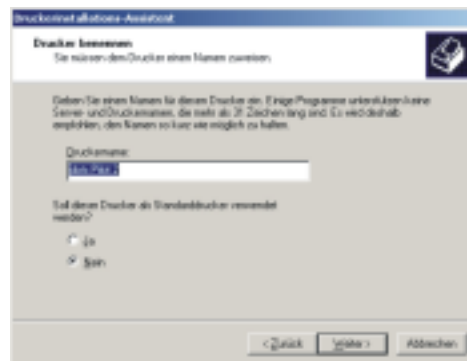 Druckerinstallations-Assistent
Drucker benennen
Sie müssen dem Drucker einen Namen zuweisen.
Geben Sie einen Namen für diesen Drucker ein. Einige Programme unterstützen keine
Server- und Druckernamen, die mehr als 31 Zeichen lang sind. Es wird deshalb
empfohlen, den Namen so kurz wie möglich zu halten.
Druckername:
Soll dieser Drucker als Standarddrucker verwendet
werden?
Ja
Nein
< Zurück
Weiter >
Abbrechen